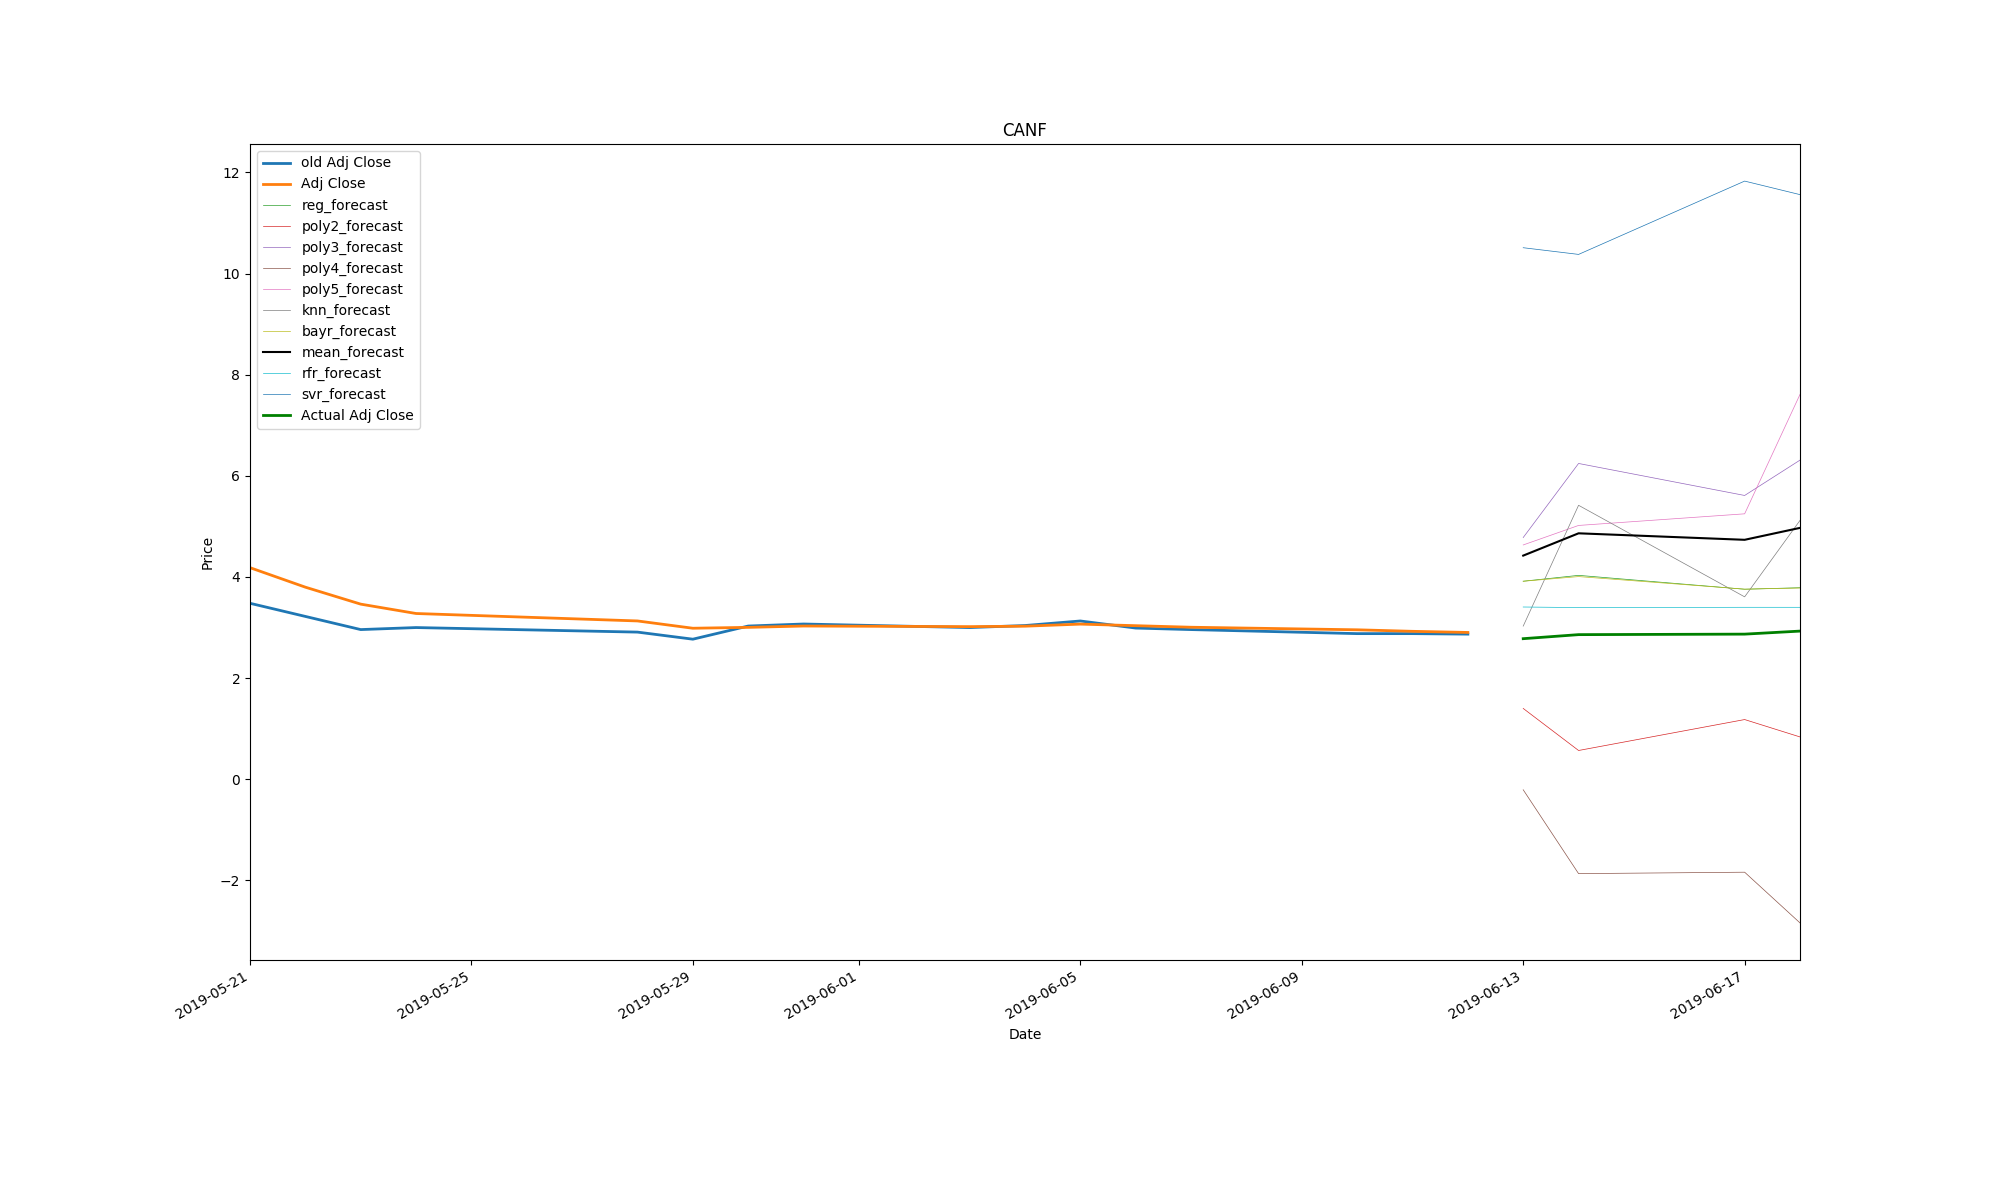 CANF
12
10
8
6
4
2
0
−2
Price
old Adj Close
Adj Close
reg_forecast
poly2_forecast
poly3_forecast
poly4_forecast
poly5_forecast
knn_forecast
bayr_forecast
mean_forecast
rfr_forecast
svr_forecast
Actual Adj Close
2019-05-21
2019-05-25
2019-05-29
2019-06-01
2019-06-05
2019-06-09
2019-06-13
2019-06-17
Date